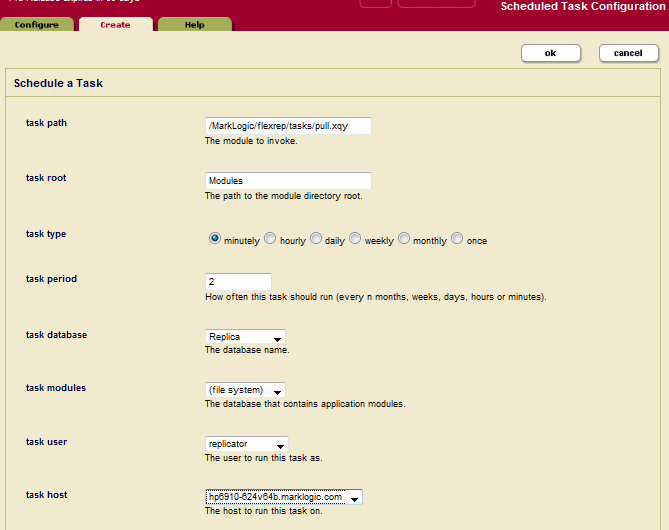 Scheduled Task Configuration
Configure Create Help
ok cancel
Schedule a Task
task path
/MarkLogic/flexrep/tasks/pull.xqy
The module to invoke.
task root
Modules
The path to the module directory root.
task type
minutely hourly daily weekly monthly once
task period
2
How often this task should run (every n months, weeks, days, hours or minutes).
task database
Replica
The database name.
task modules
(file system)
The database that contains application modules.
task user
replicator
The user to run this task as.
task host
hp6910-624v64b.marklogic.com
The host to run this task on.